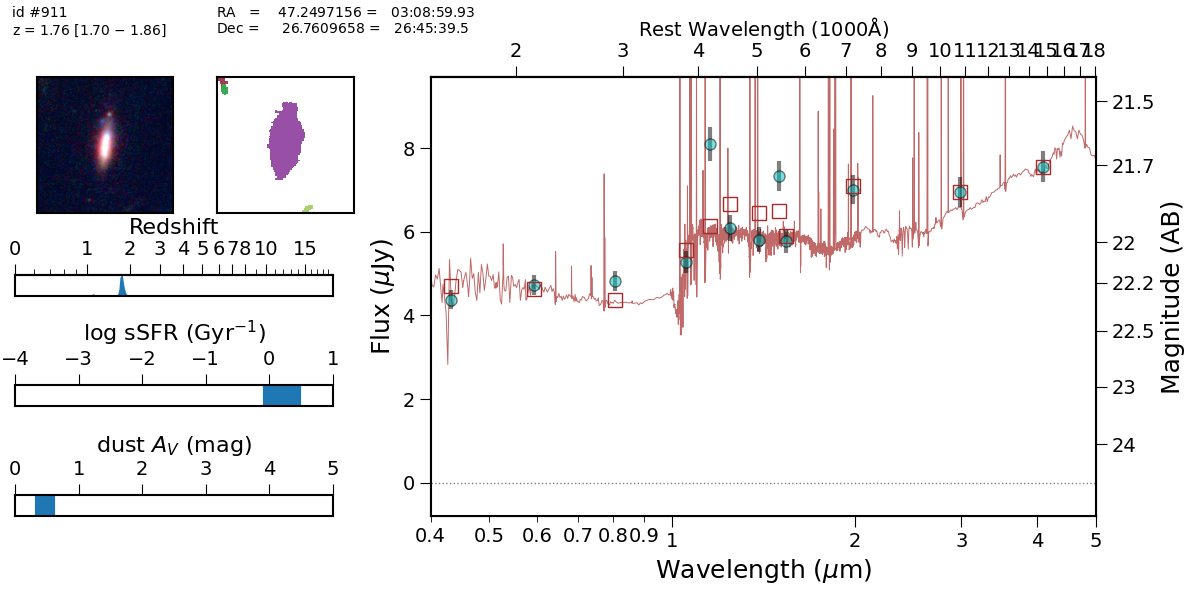 id #911
z = 1.76 [1.70 − 1.86]
RA = 47.2497156 = 03:08:59.93
Dec = 26.7609658 = 26:45:39.5
Redshift
0 1 2 3 4 5 6 7 8 10 15
log sSFR (Gyr⁻¹)
−4 −3 −2 −1 0 1
dust A_V (mag)
0 1 2 3 4 5
Rest Wavelength (1000Å)
2 3 4 5 6 7 8 9 10 11 12 13 14 15 16 17 18
Flux (μJy)
8
6
4
2
0
21.5
21.7
22
22.2
22.5
23
24
Magnitude (AB)
0.4 0.5 0.6 0.7 0.8 0.9 1 2 3 4 5
Wavelength (μm)